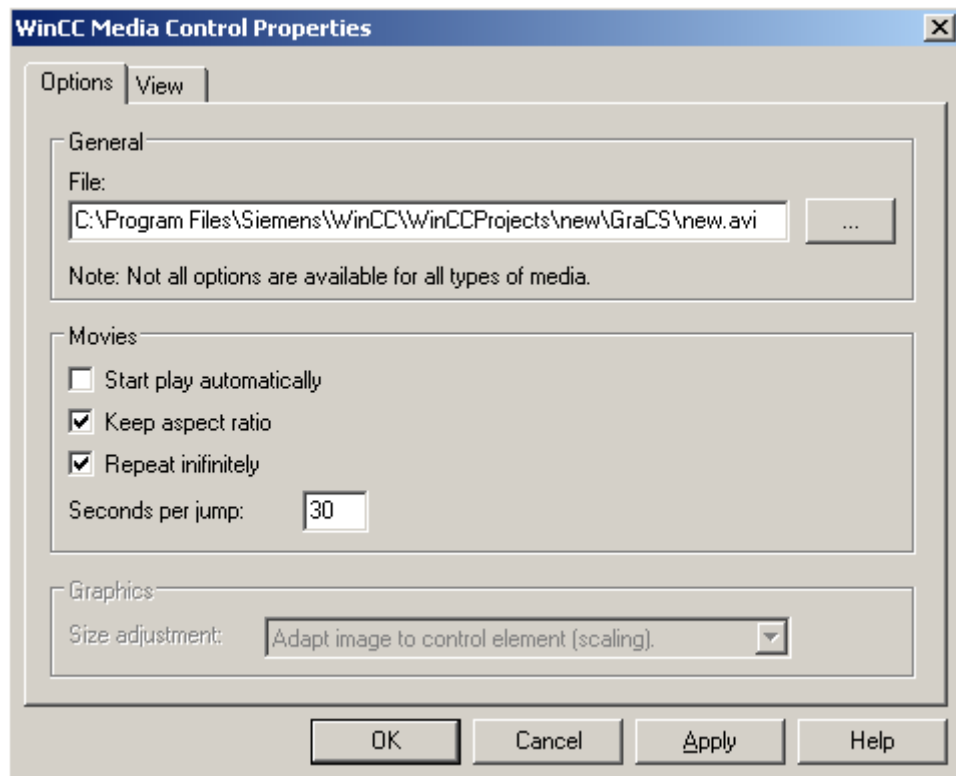 WinCC Media Control Properties
Options View
General
File:
C:\Program Files\Siemens\WinCC\WinCCProjects\new\GraCS\new.avi ...
Note: Not all options are available for all types of media.
Movies
Start play automatically
Keep aspect ratio
Repeat inifinitely
Seconds per jump: 30
Graphics
Size adjustment: Adapt image to control element (scaling).
OK Cancel Apply Help